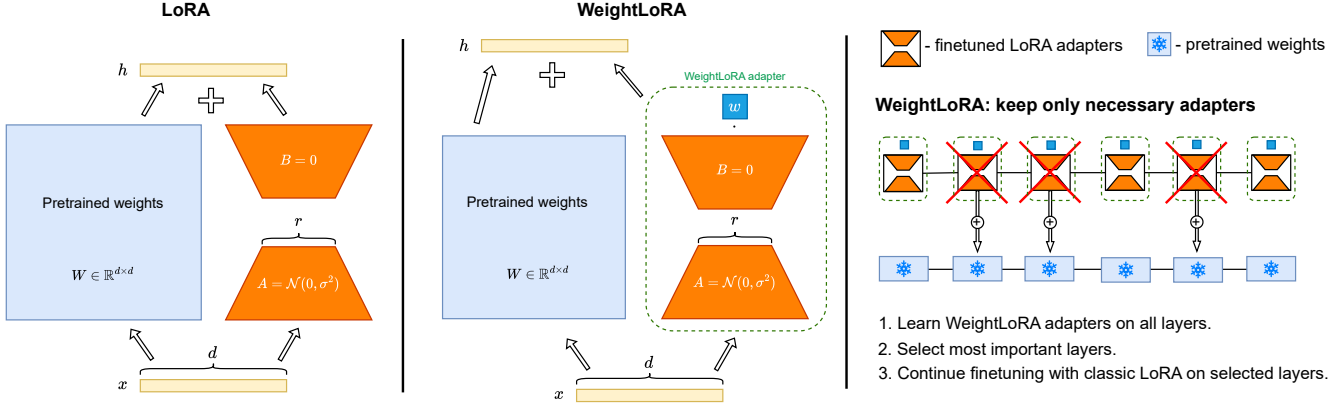 LoRA
h
Pretrained weights
W ∈ ℝ^{d×d}
B = 0
r
A = 𝒩(0, σ²)
d
x
WeightLoRA
h
WeightLoRA adapter
w
·
Pretrained weights
W ∈ ℝ^{d×d}
B = 0
r
A = 𝒩(0, σ²)
d
x
- finetuned LoRA adapters
- pretrained weights
WeightLoRA: keep only necessary adapters
1. Learn WeightLoRA adapters on all layers.
2. Select most important layers.
3. Continue finetuning with classic LoRA on selected layers.